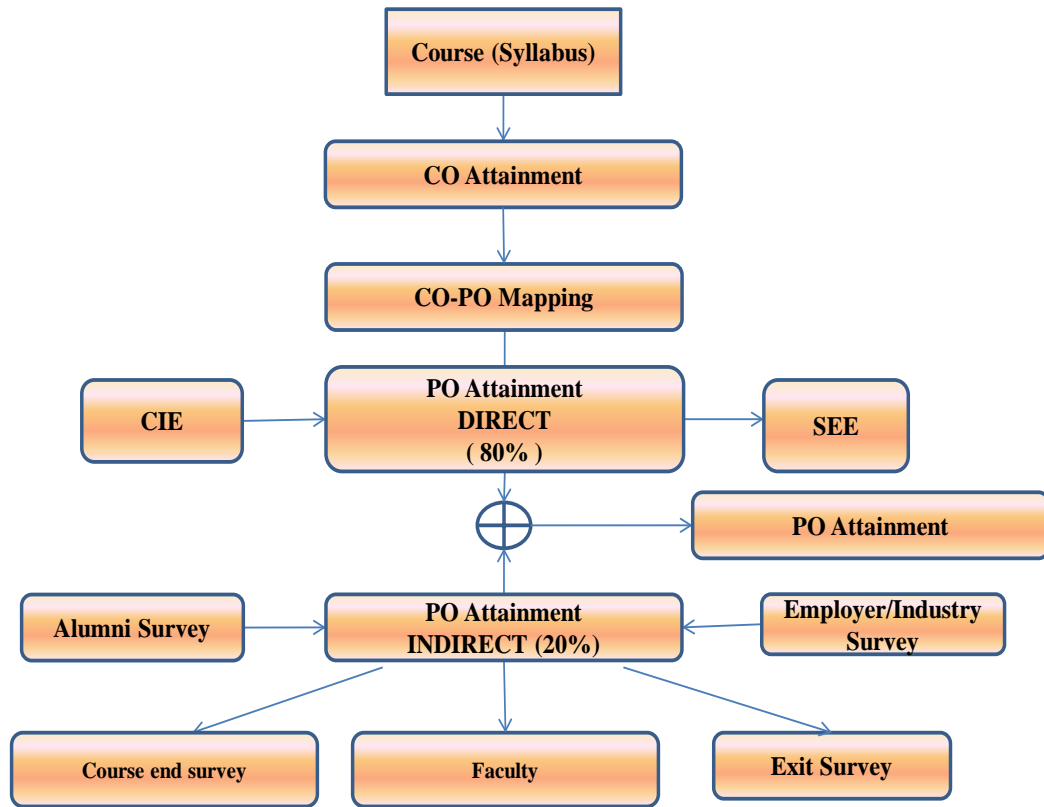 Course (Syllabus)
CO Attainment
CO-PO Mapping
PO Attainment
DIRECT
( 80% )
CIE
SEE
PO Attainment
Alumni Survey
PO Attainment
INDIRECT (20%)
Employer/Industry
Survey
Course end survey
Faculty
Exit Survey